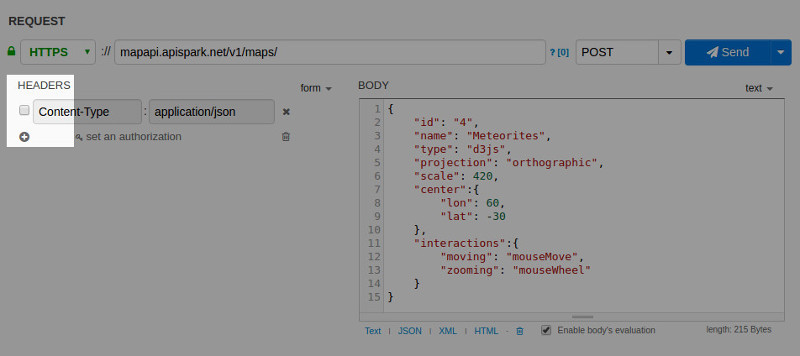 REQUEST
HTTPS :// mapapi.apispark.net/v1/maps/ ? [0] POST Send
HEADERS form
Content-Type : application/json
set an authorization
BODY text
1 {
2 "id": "4",
3 "name": "Meteorites",
4 "type": "d3js",
5 "projection": "orthographic",
6 "scale": 420,
7 "center":{
8 "lon": 60,
9 "lat": -30
10 },
11 "interactions":{
12 "moving": "mouseMove",
13 "zooming": "mouseWheel"
14 }
15 }
Text | JSON | XML | HTML - Enable body's evaluation length: 215 Bytes